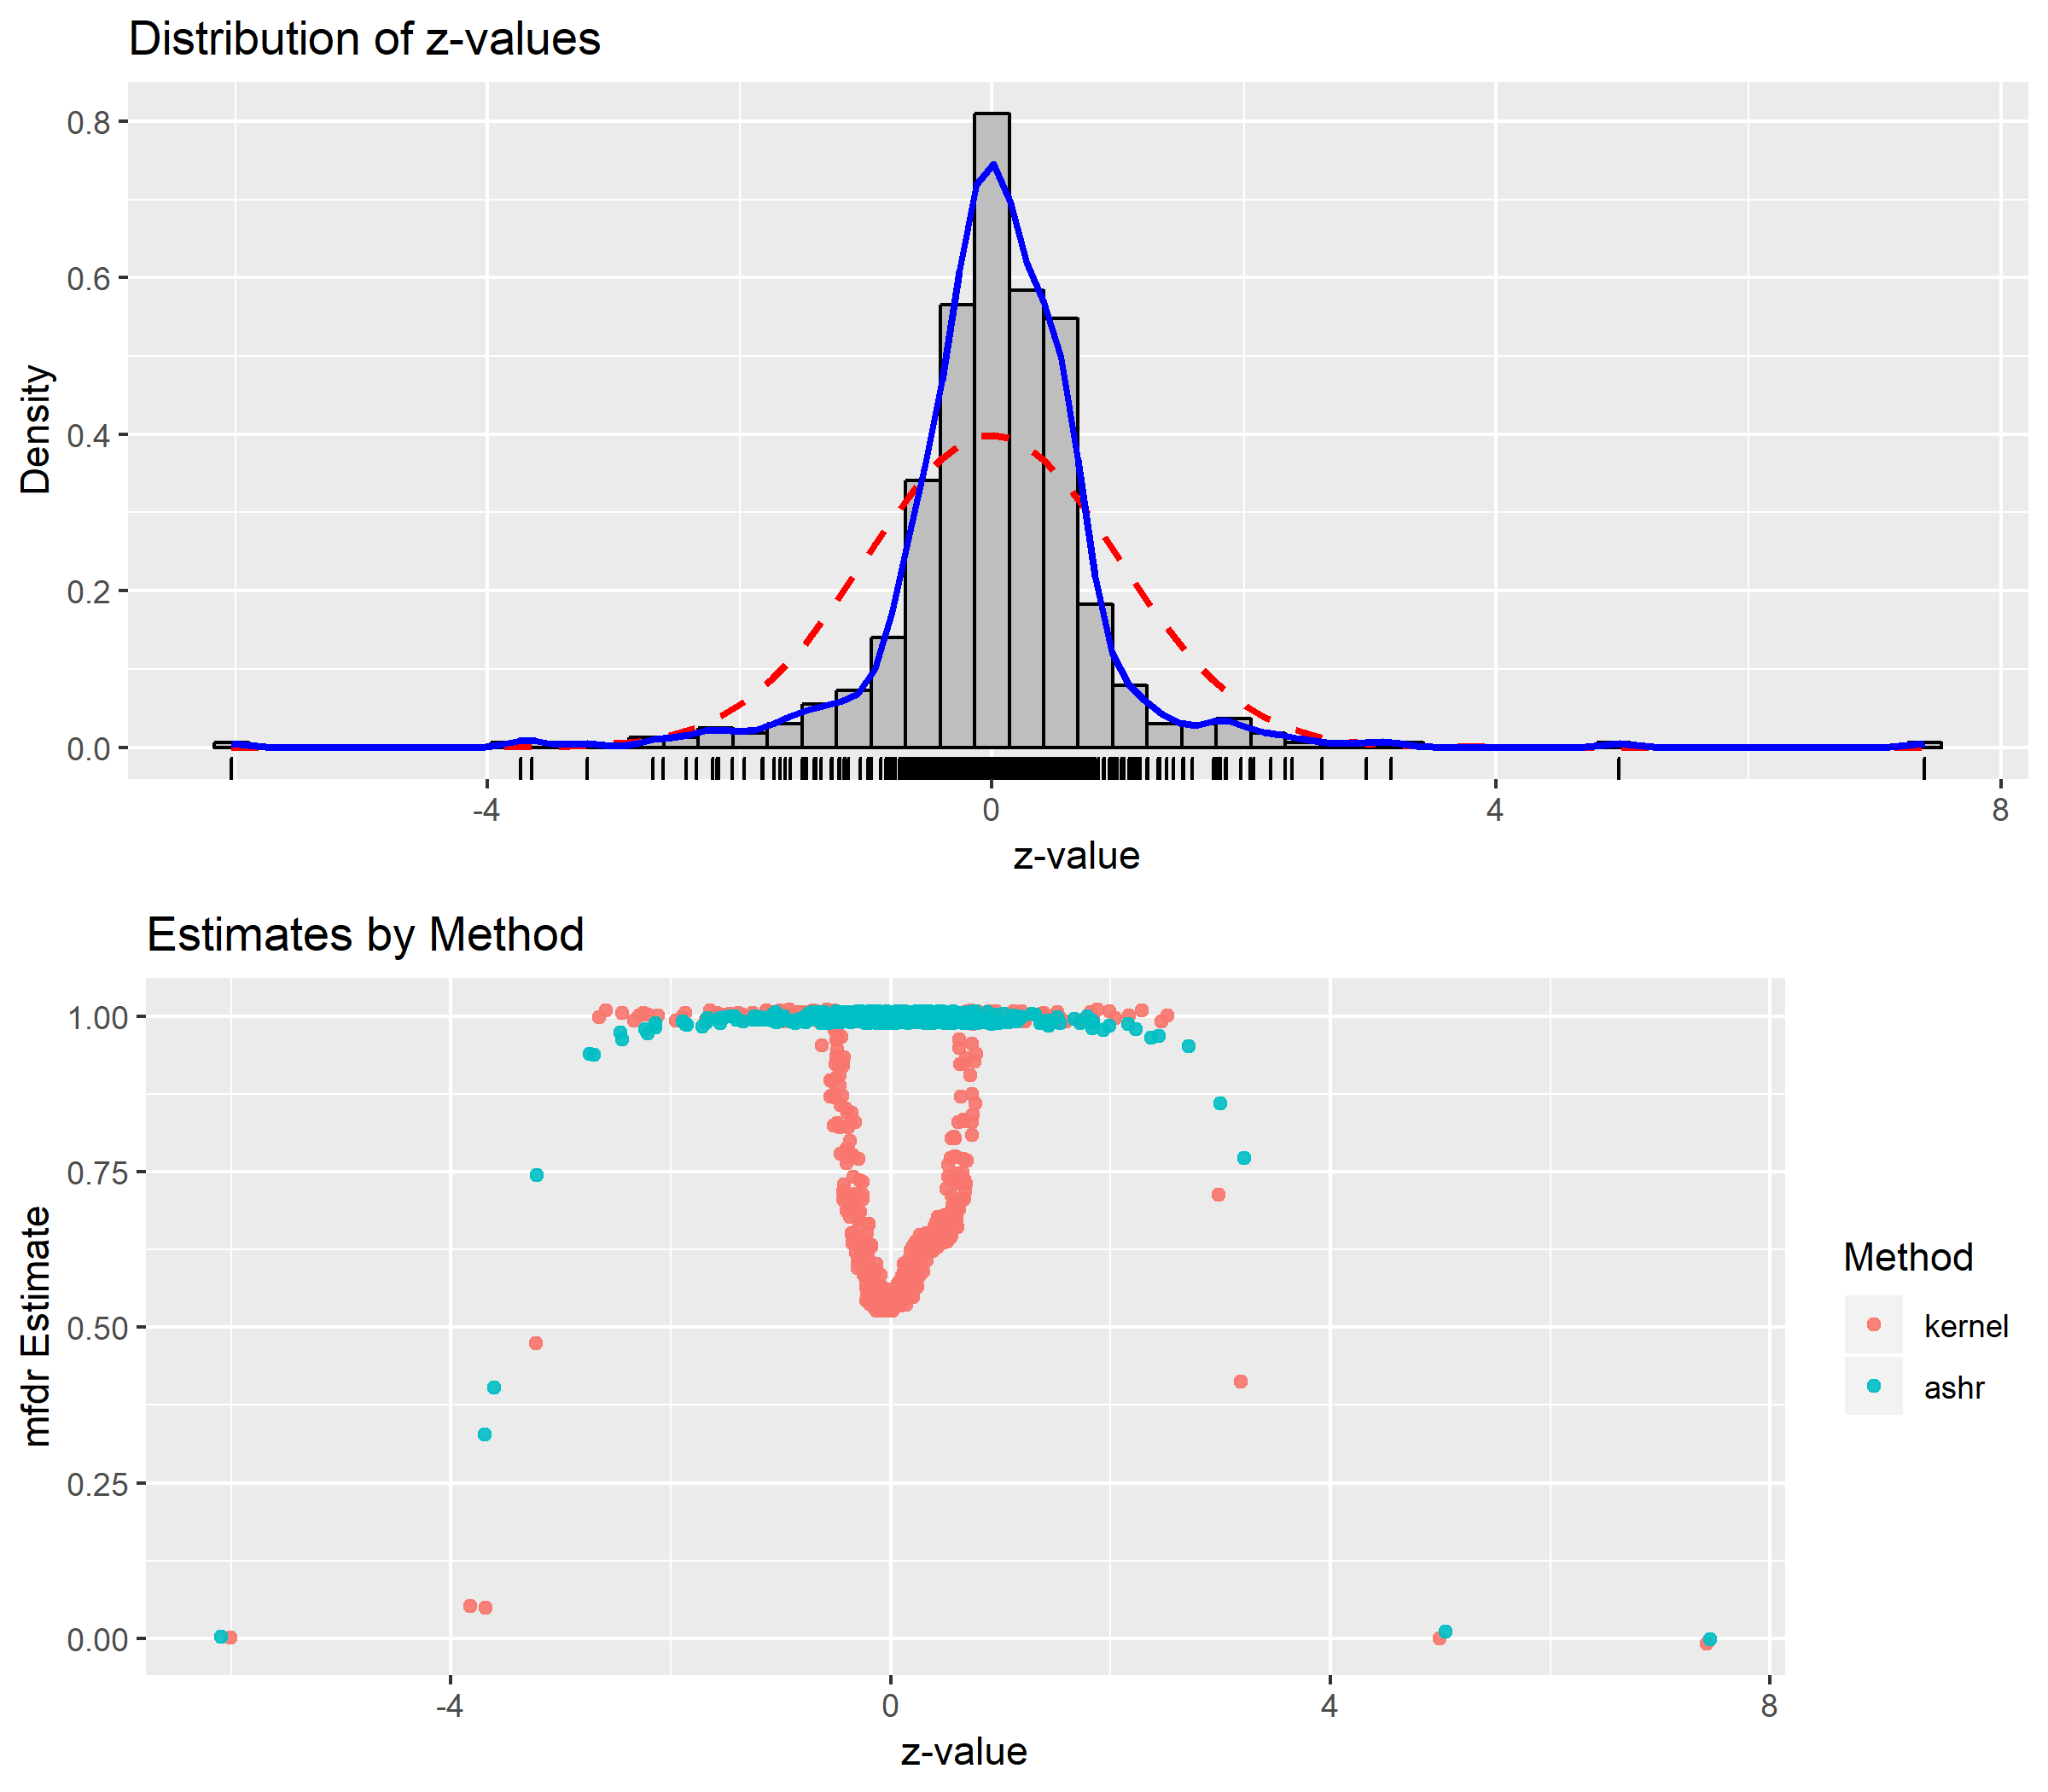 Distribution of z-values
0.8
0.6
0.4
0.2
0.0
Density
-4 0 4 8
z-value
Estimates by Method
1.00
0.75
0.50
0.25
0.00
mfdr Estimate
-4 0 4 8
z-value
Method
kernel
ashr